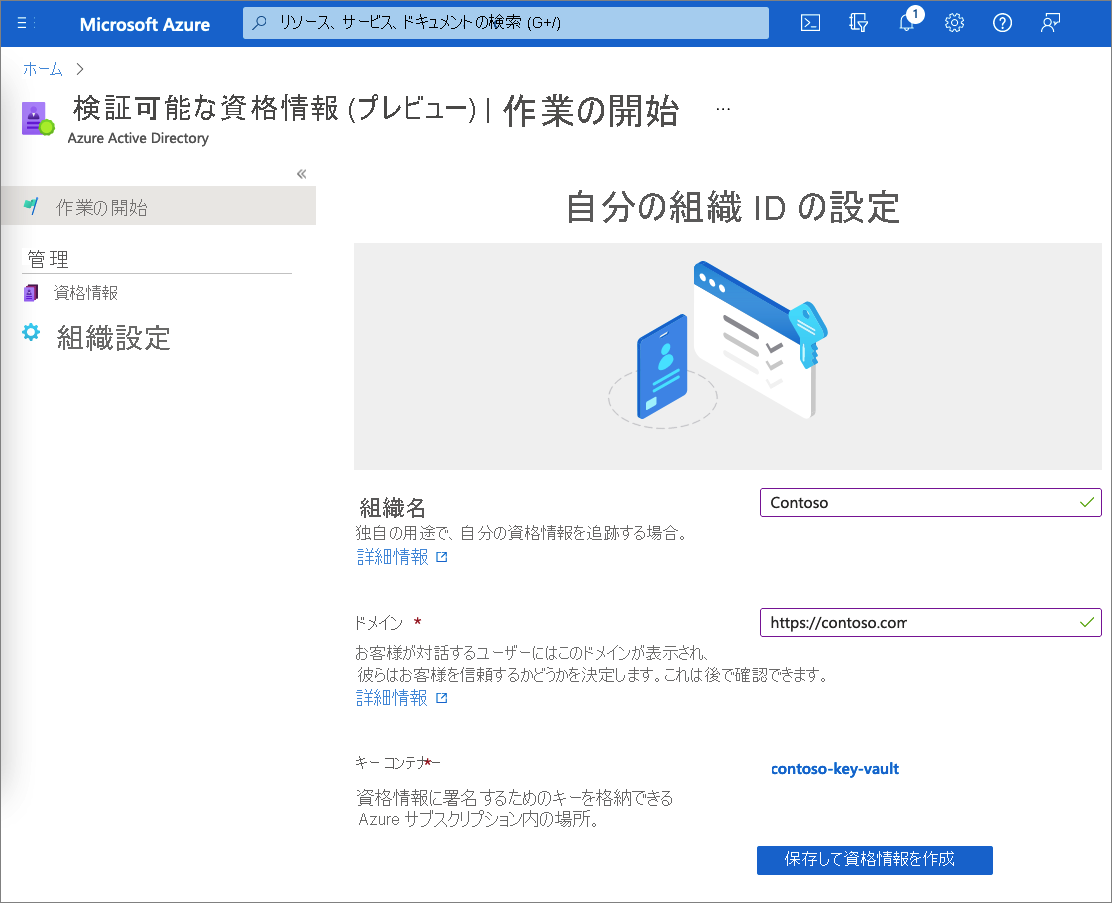 Microsoft Azure
リソース、サービス、ドキュメントの検索 (G+/)
1
ホーム
検証可能な資格情報 (プレビュー) | 作業の開始
...
Azure Active Directory
«
作業の開始
管理
資格情報
組織設定
自分の組織 ID の設定
組織名
Contoso
独自の用途で、自分の資格情報を追跡する場合。
詳細情報
ドメイン *
https://contoso.com
お客様が対話するユーザーにはこのドメインが表示され、
彼らはお客様を信頼するかどうかを決定します。これは後で確認できます。
詳細情報
キー コンテナー*
contoso-key-vault
資格情報に署名するためのキーを格納できる
Azure サブスクリプション内の場所。
保存して資格情報を作成